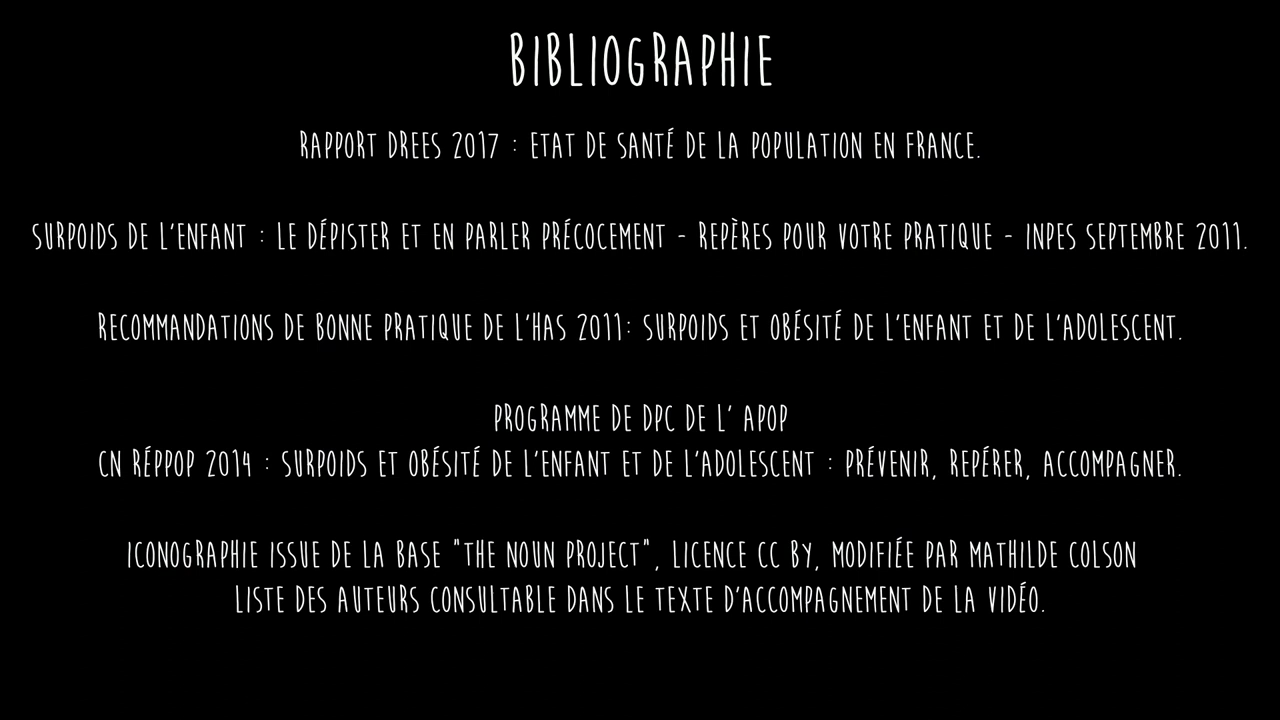 BIBLIOGRAPHIE
RAPPORT DREES 2017 : ETAT DE SANTÉ DE LA POPULATION EN FRANCE.
SURPOIDS DE L'ENFANT : LE DÉPISTER ET EN PARLER PRÉCOCEMENT - REPÈRES POUR VOTRE PRATIQUE - INPES SEPTEMBRE 2011.
RECOMMANDATIONS DE BONNE PRATIQUE DE L'HAS 2011: SURPOIDS ET OBÉSITÉ DE L'ENFANT ET DE L'ADOLESCENT.
PROGRAMME DE DPC DE L' APOP
CN RÉPPOP 2014 : SURPOIDS ET OBÉSITÉ DE L'ENFANT ET DE L'ADOLESCENT : PRÉVENIR, REPÉRER, ACCOMPAGNER.
ICONOGRAPHIE ISSUE DE LA BASE "THE NOUN PROJECT", LICENCE CC BY, MODIFIÉE PAR MATHILDE COLSON
LISTE DES AUTEURS CONSULTABLE DANS LE TEXTE D'ACCOMPAGNEMENT DE LA VIDÉO.